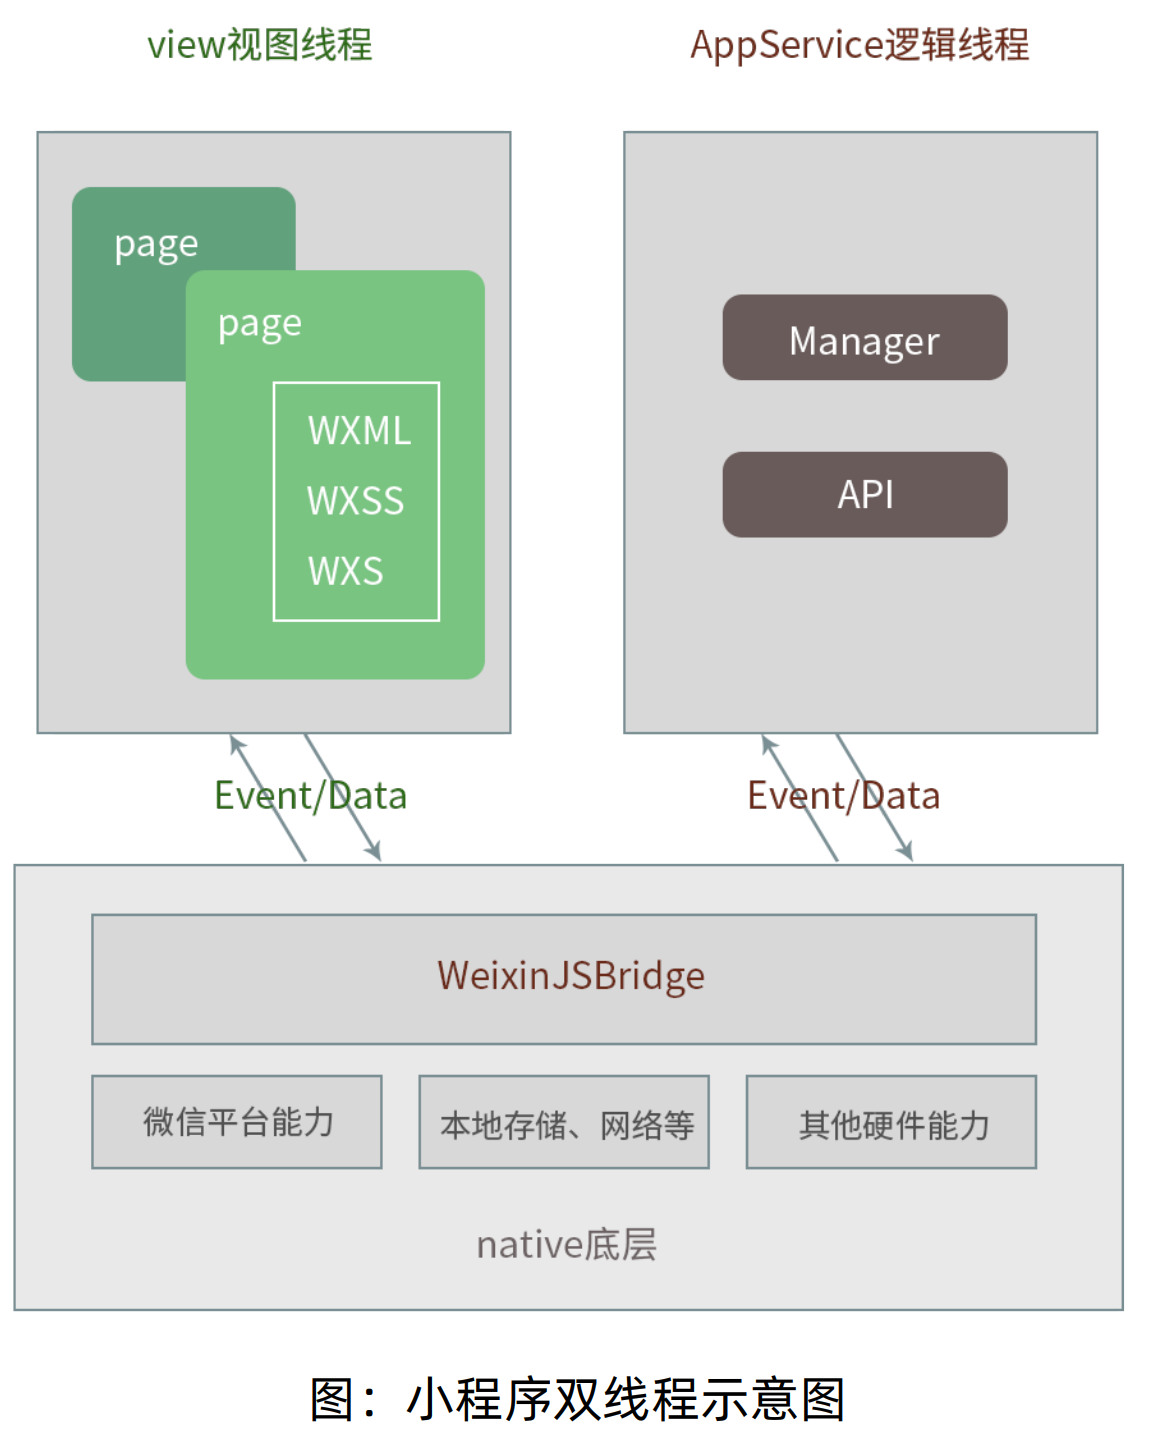 view视图线程
AppService逻辑线程
page
page
WXML
WXSS
WXS
Manager
API
Event/Data
Event/Data
WeixinJSBridge
微信平台能力
本地存储、网络等
其他硬件能力
native底层
图：小程序双线程示意图